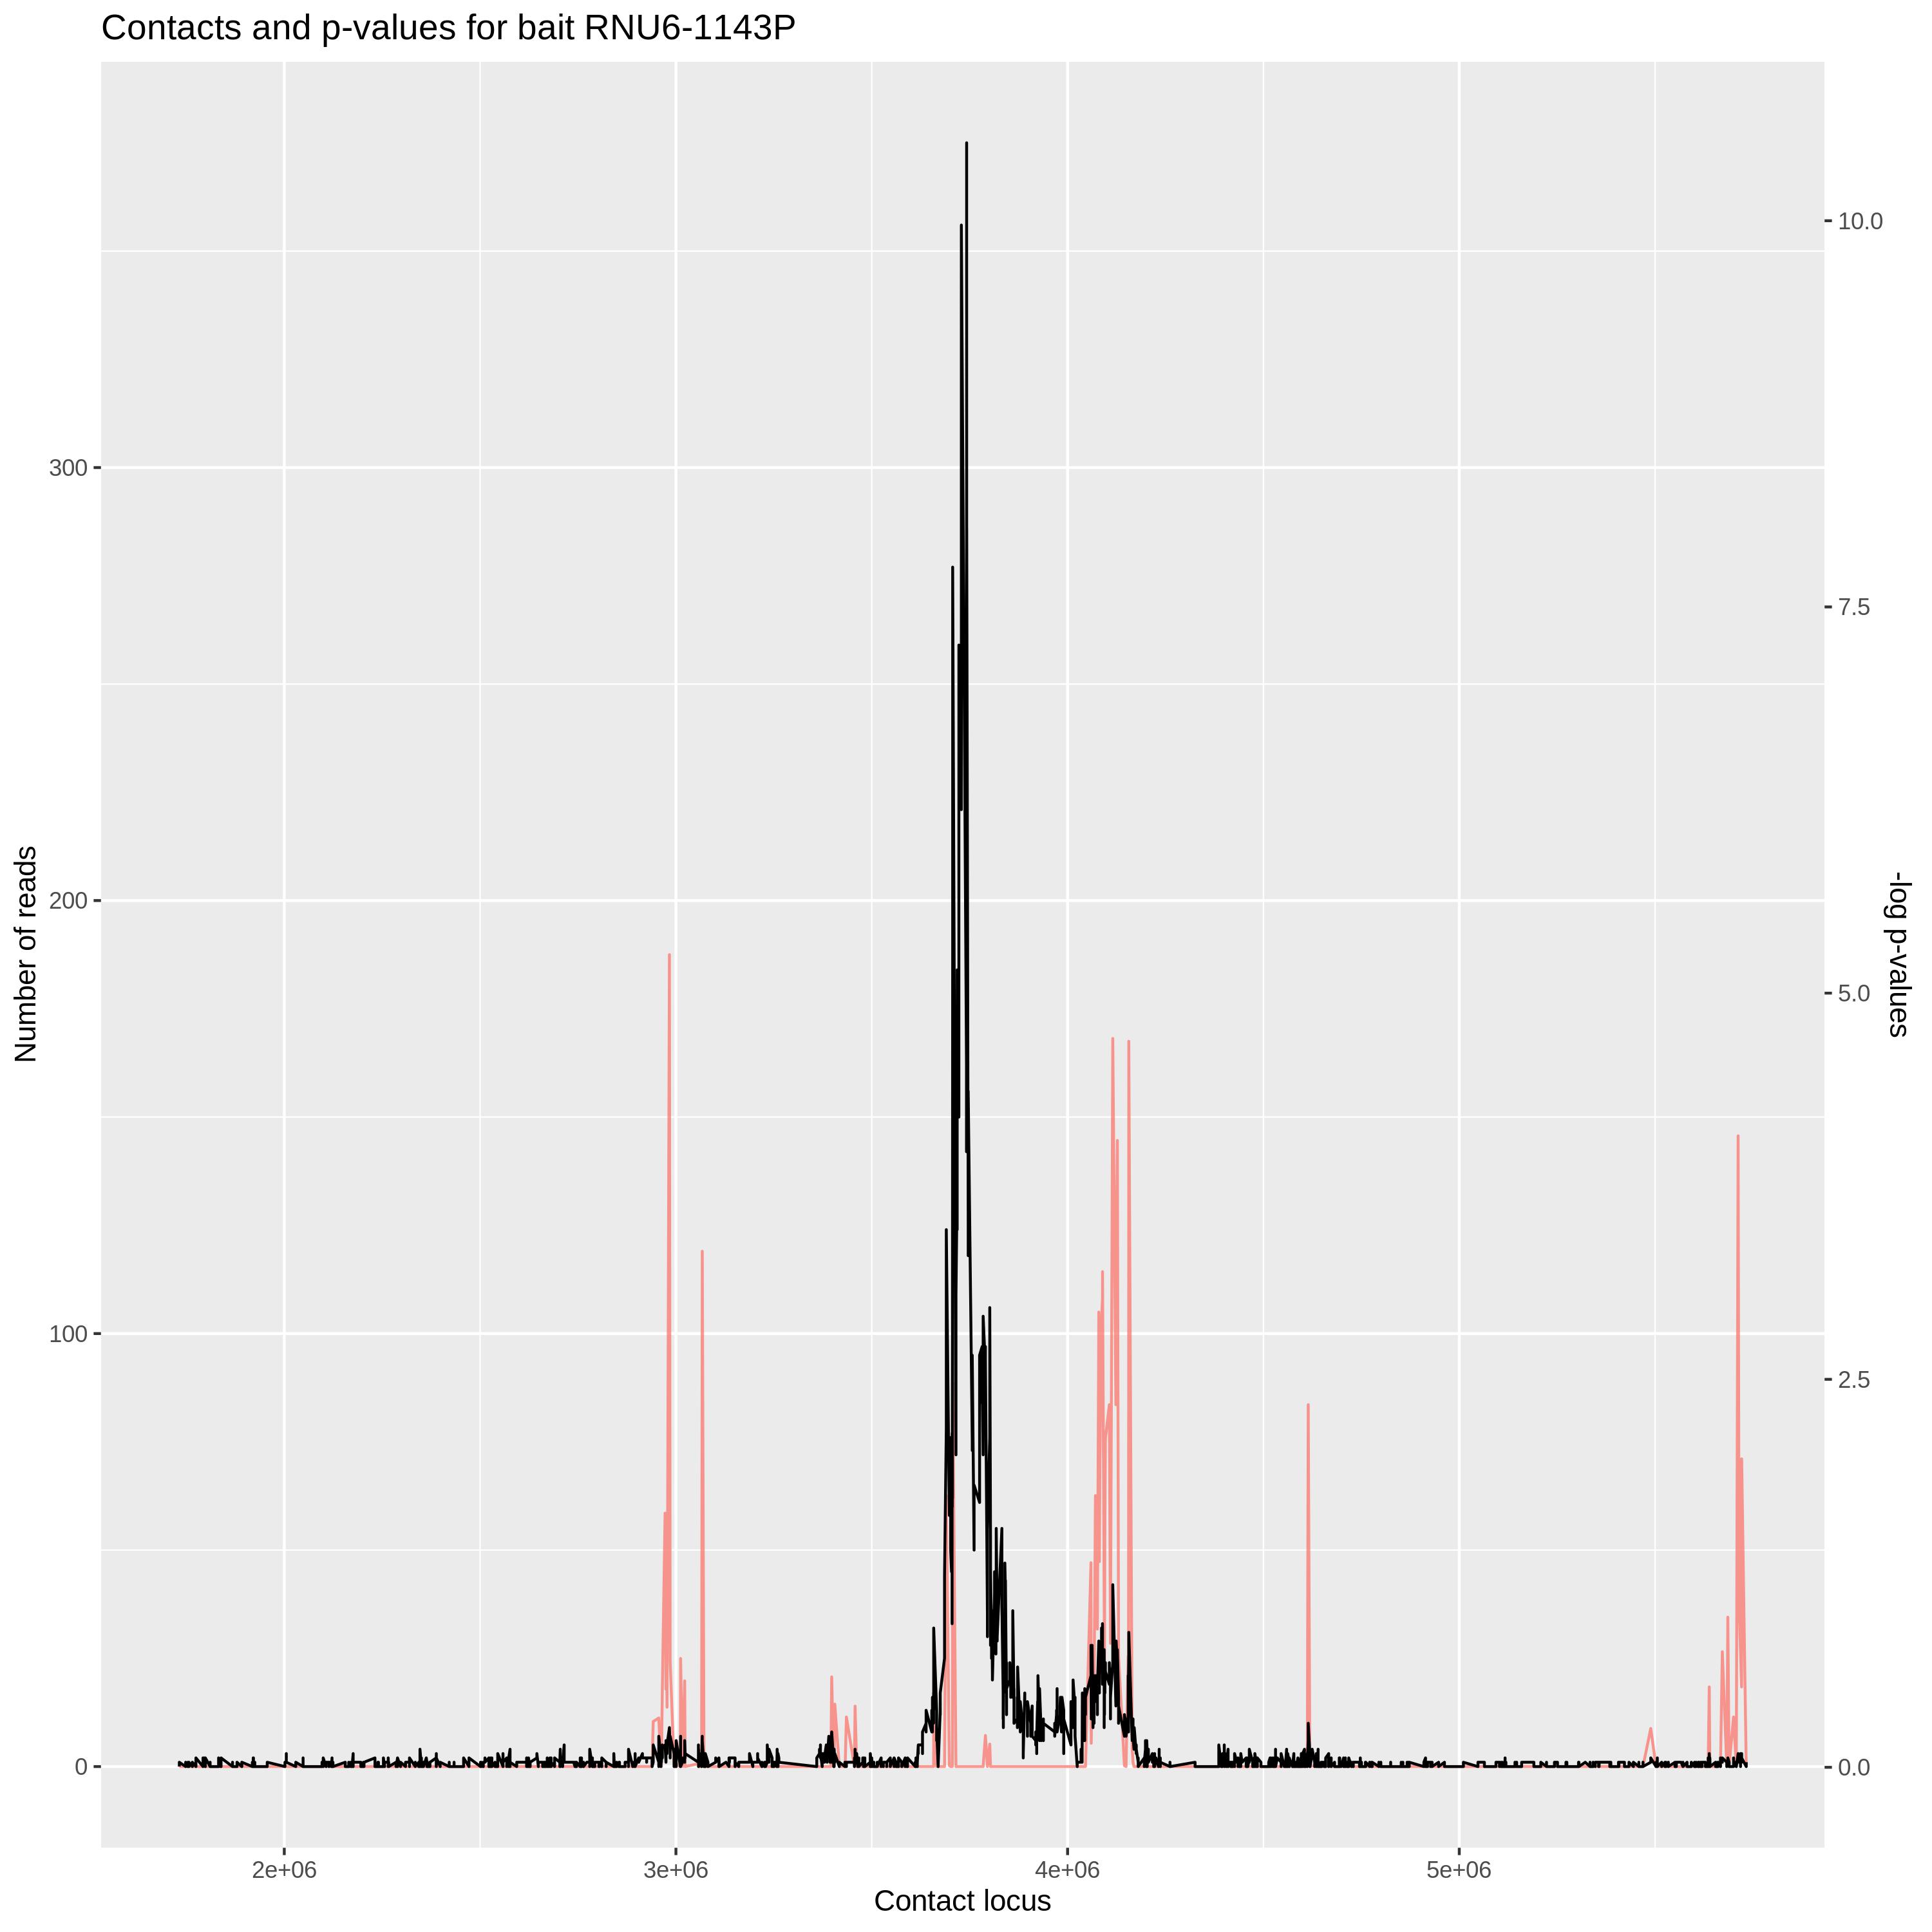 Contacts and p-values for bait RNU6-1143P
Number of reads
300
200
100
0
10.0
7.5
5.0
2.5
0.0
-log p-values
2e+06
3e+06
4e+06
5e+06
Contact locus